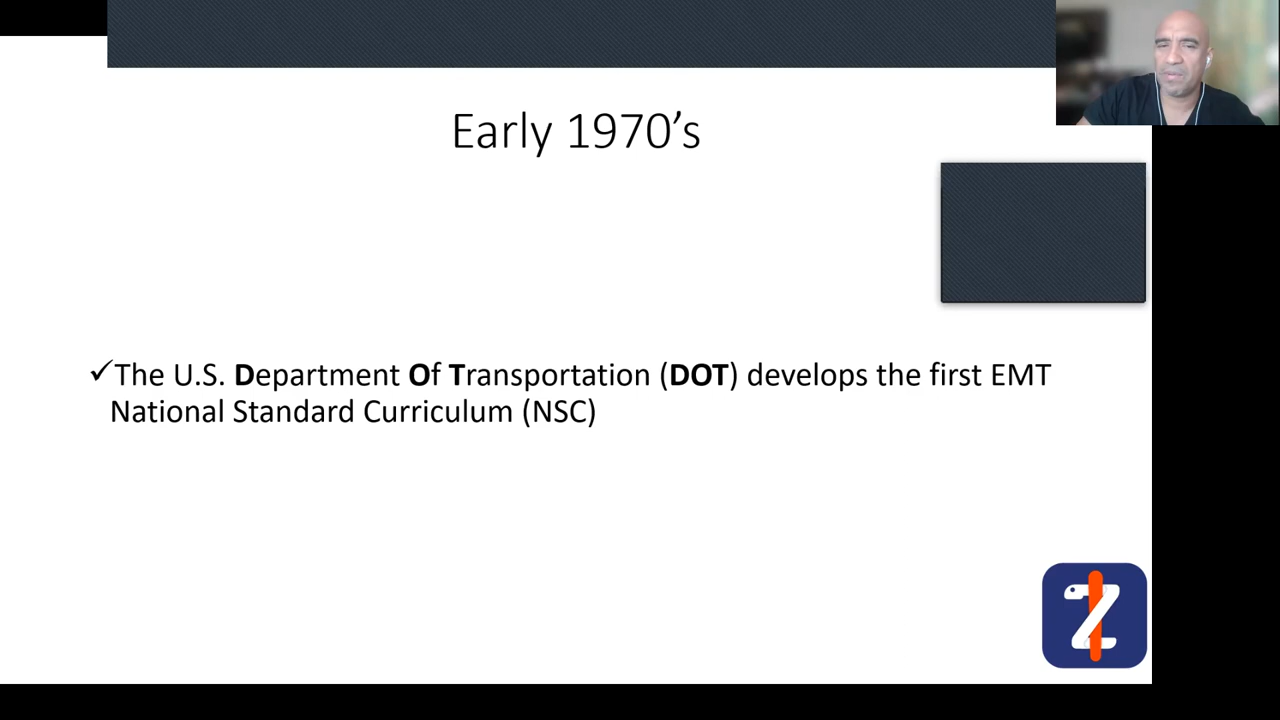 Early 1970’s
✓The U.S. Department Of Transportation (DOT) develops the first EMT
National Standard Curriculum (NSC)